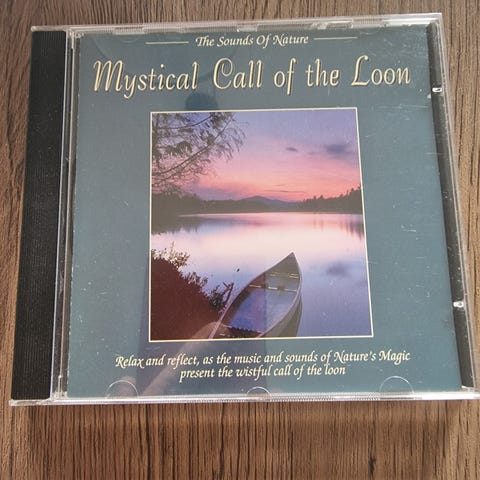 The Sounds Of Nature
Mystical Call of the Loon
Relax and reflect, as the music and sounds of Nature's Magic
present the wistful call of the loon